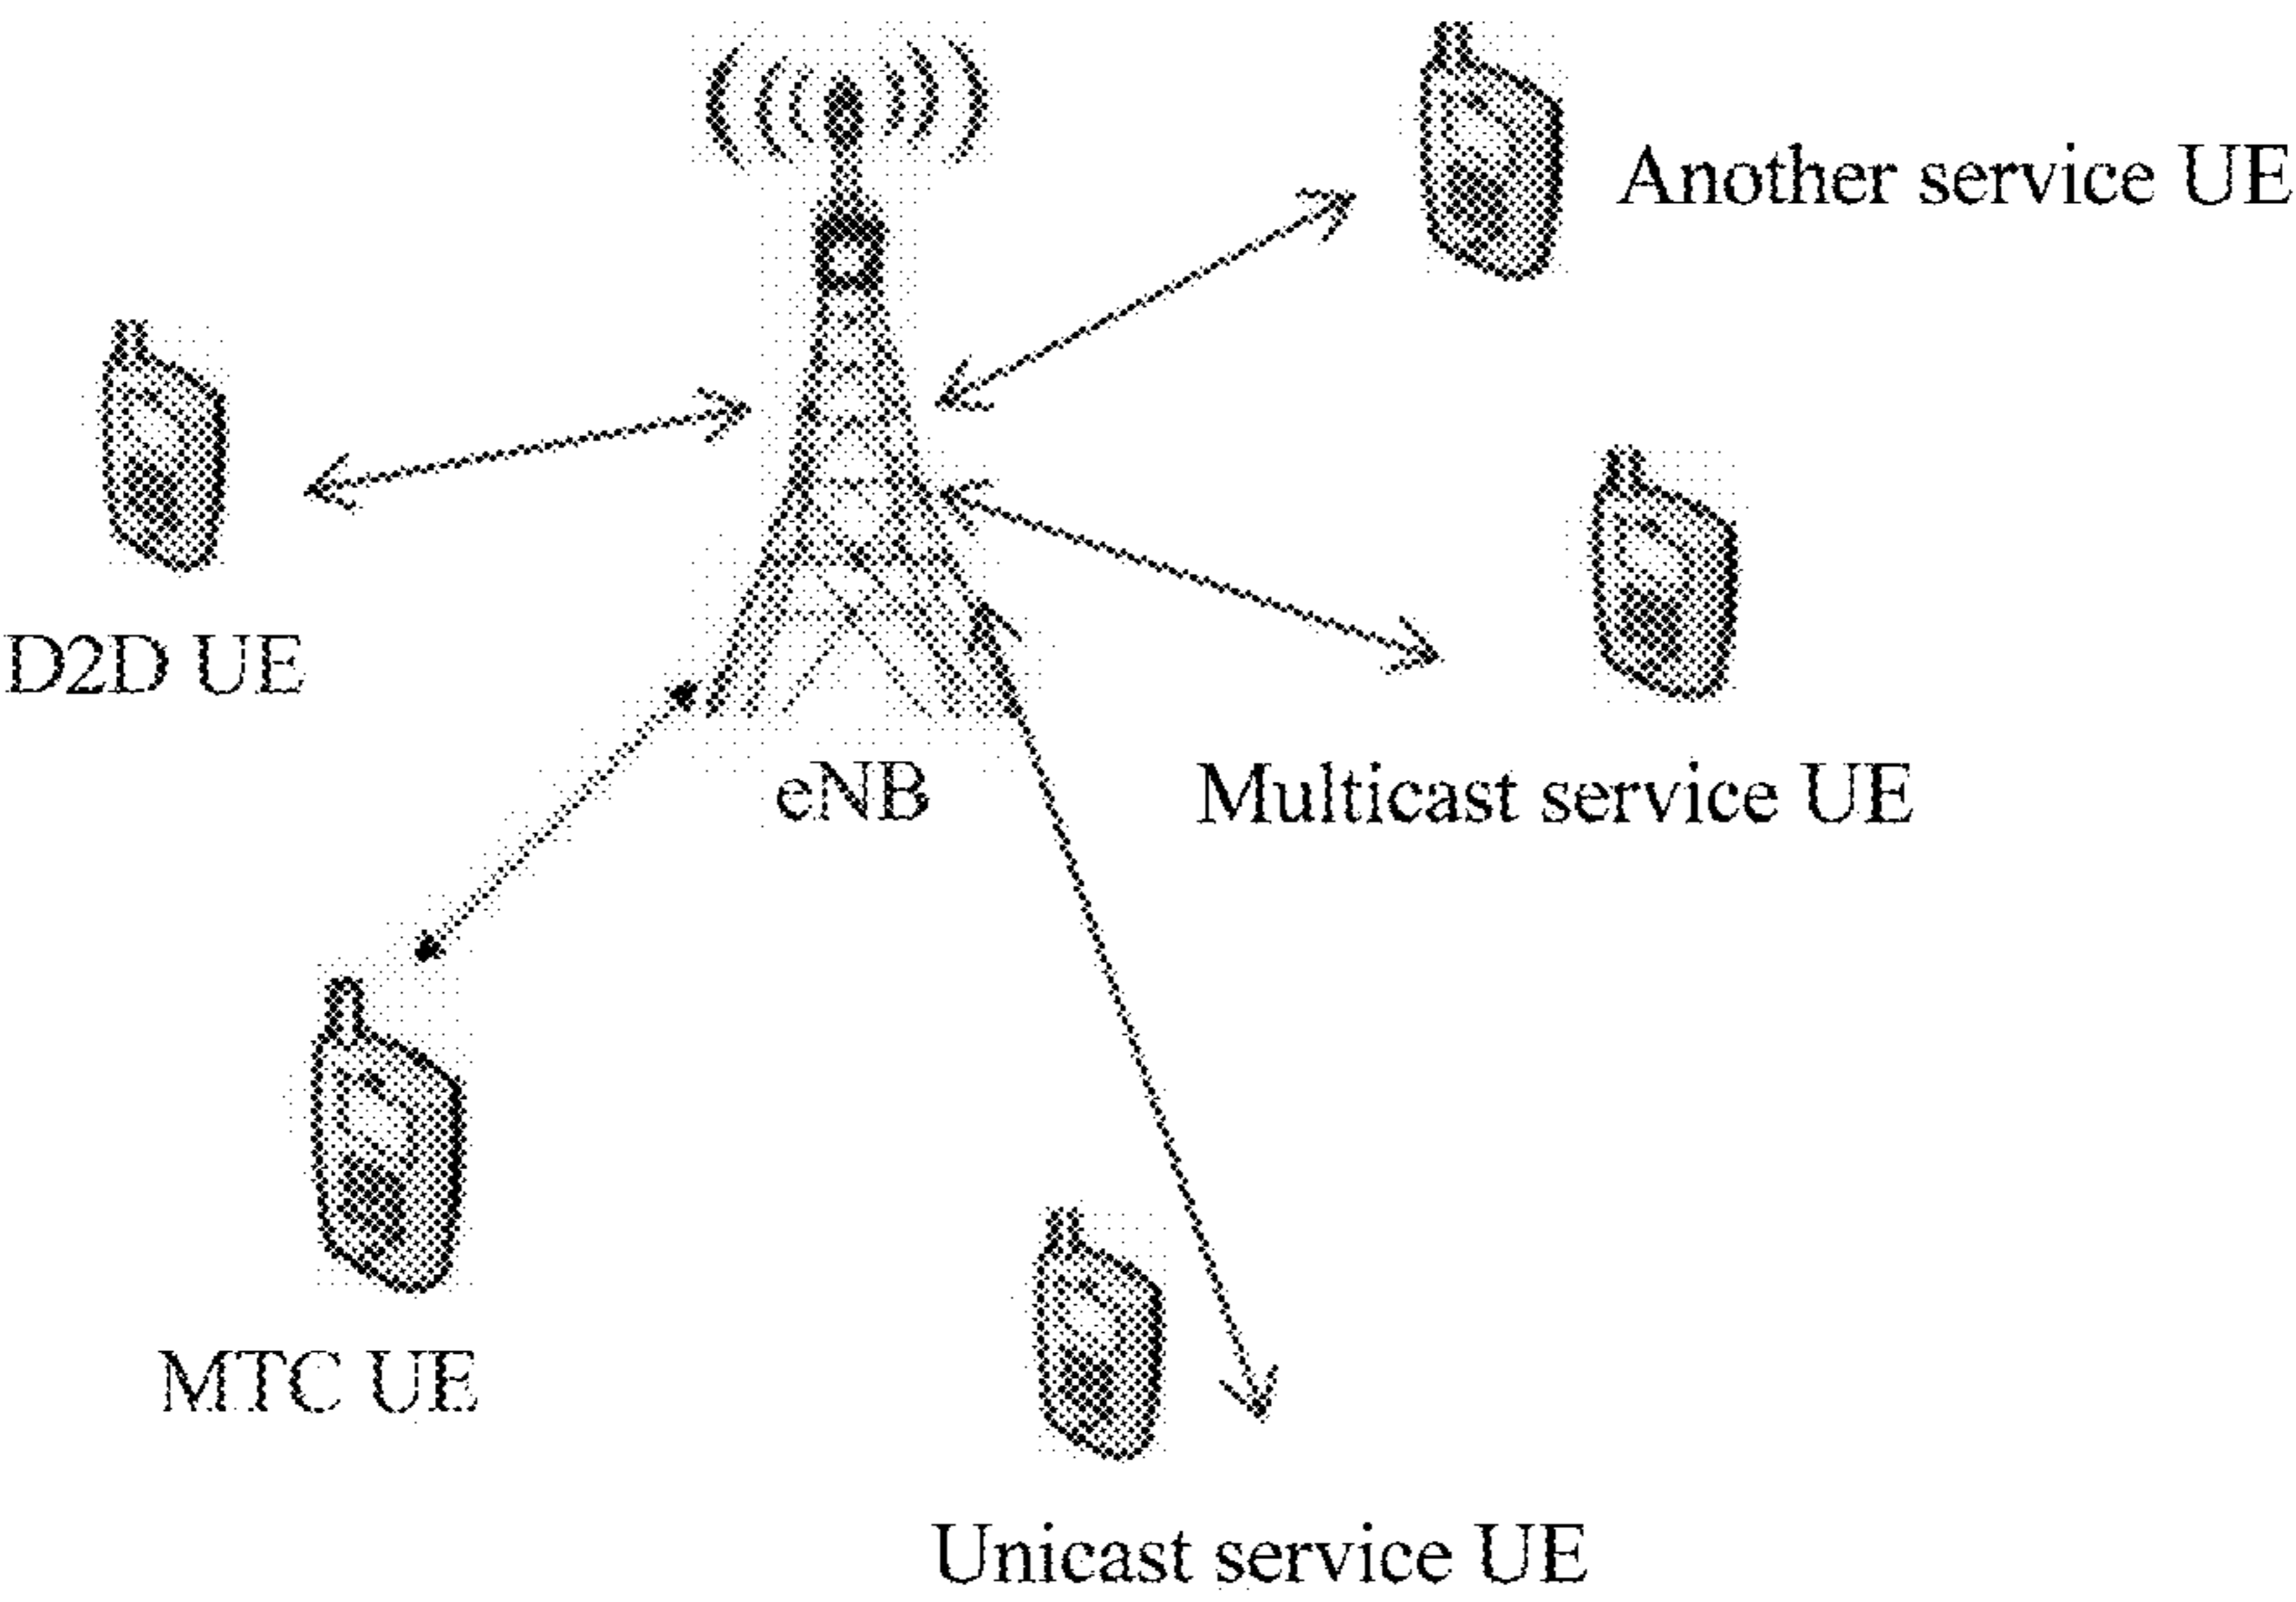 Another service UE
D2D UE
eNB
Multicast service UE
MTC UE
Unicast service UE